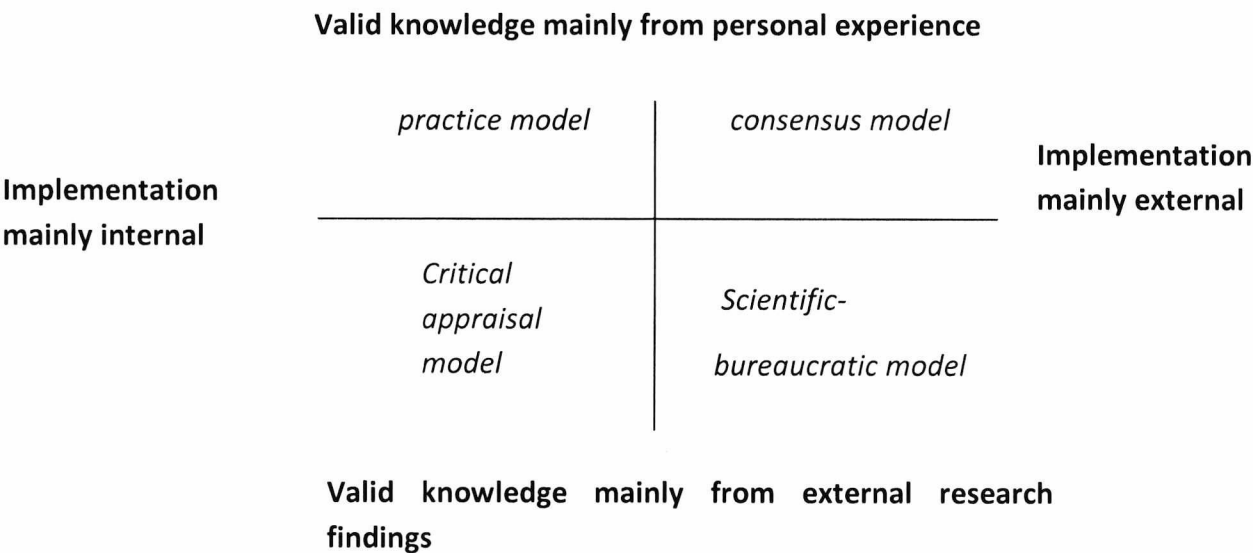 Valid knowledge mainly from personal experience
practice model
consensus model
Implementation
mainly external
Implementation
mainly internal
Critical
appraisal
model
Scientific-
bureaucratic model
Valid knowledge mainly from external research
findings